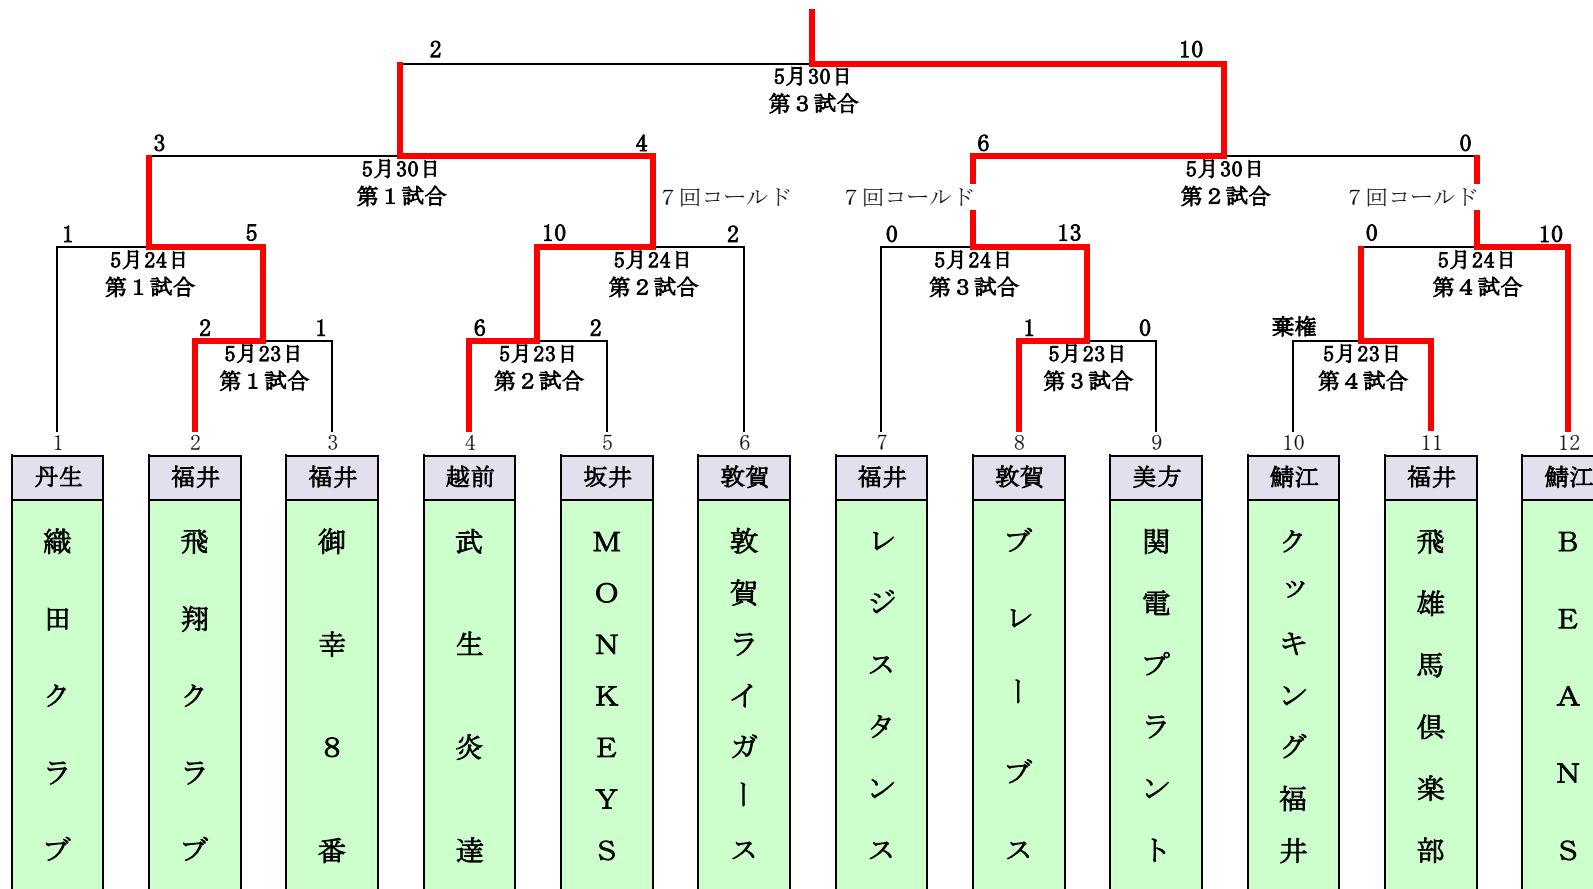 2 10
5月30日
第３試合
3 4 6 0
5月30日 5月30日
第１試合 第２試合
７回コールド ７回コールド ７回コールド
1 5 10 2 0 13 0 10
5月24日 5月24日 5月24日 5月24日
第１試合 第２試合 第３試合 第４試合
2 1 6 2 1 0 棄権
5月23日 5月23日 5月23日 5月23日
第１試合 第２試合 第３試合 第４試合
1 2 3 4 5 6 7 8 9 10 11 12
丹生 福井 福井 越前 坂井 敦賀 福井 敦賀 美方 鯖江 福井 鯖江
織田クラブ
飛翔クラブ
御幸８番
武生炎達
ＭＯＮＫＥＹＳ
敦賀ライガース
レジスタンス
ブレーブス
関電プラント
クッキング福井
飛雄馬倶楽部
ＢＥＡＮＳ